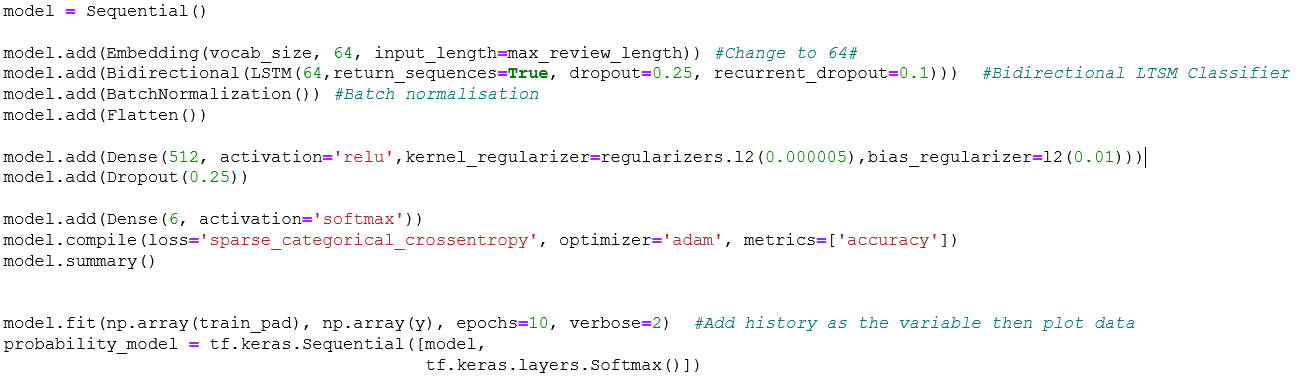 model = Sequential()
model.add(Embedding(vocab_size, 64, input_length=max_review_length)) #Change to 64#
model.add(Bidirectional(LSTM(64,return_sequences=True, dropout=0.25, recurrent_dropout=0.1)))  #Bidirectional LTSM Classifier
model.add(BatchNormalization()) #Batch normalisation
model.add(Flatten())
model.add(Dense(512, activation='relu',kernel_regularizer=regularizers.l2(0.000005),bias_regularizer=l2(0.01)))
model.add(Dropout(0.25))
model.add(Dense(6, activation='softmax'))
model.compile(loss='sparse_categorical_crossentropy', optimizer='adam', metrics=['accuracy'])
model.summary()
model.fit(np.array(train_pad), np.array(y), epochs=10, verbose=2)  #Add history as the variable then plot data
probability_model = tf.keras.Sequential([model,
                                         tf.keras.layers.Softmax()])